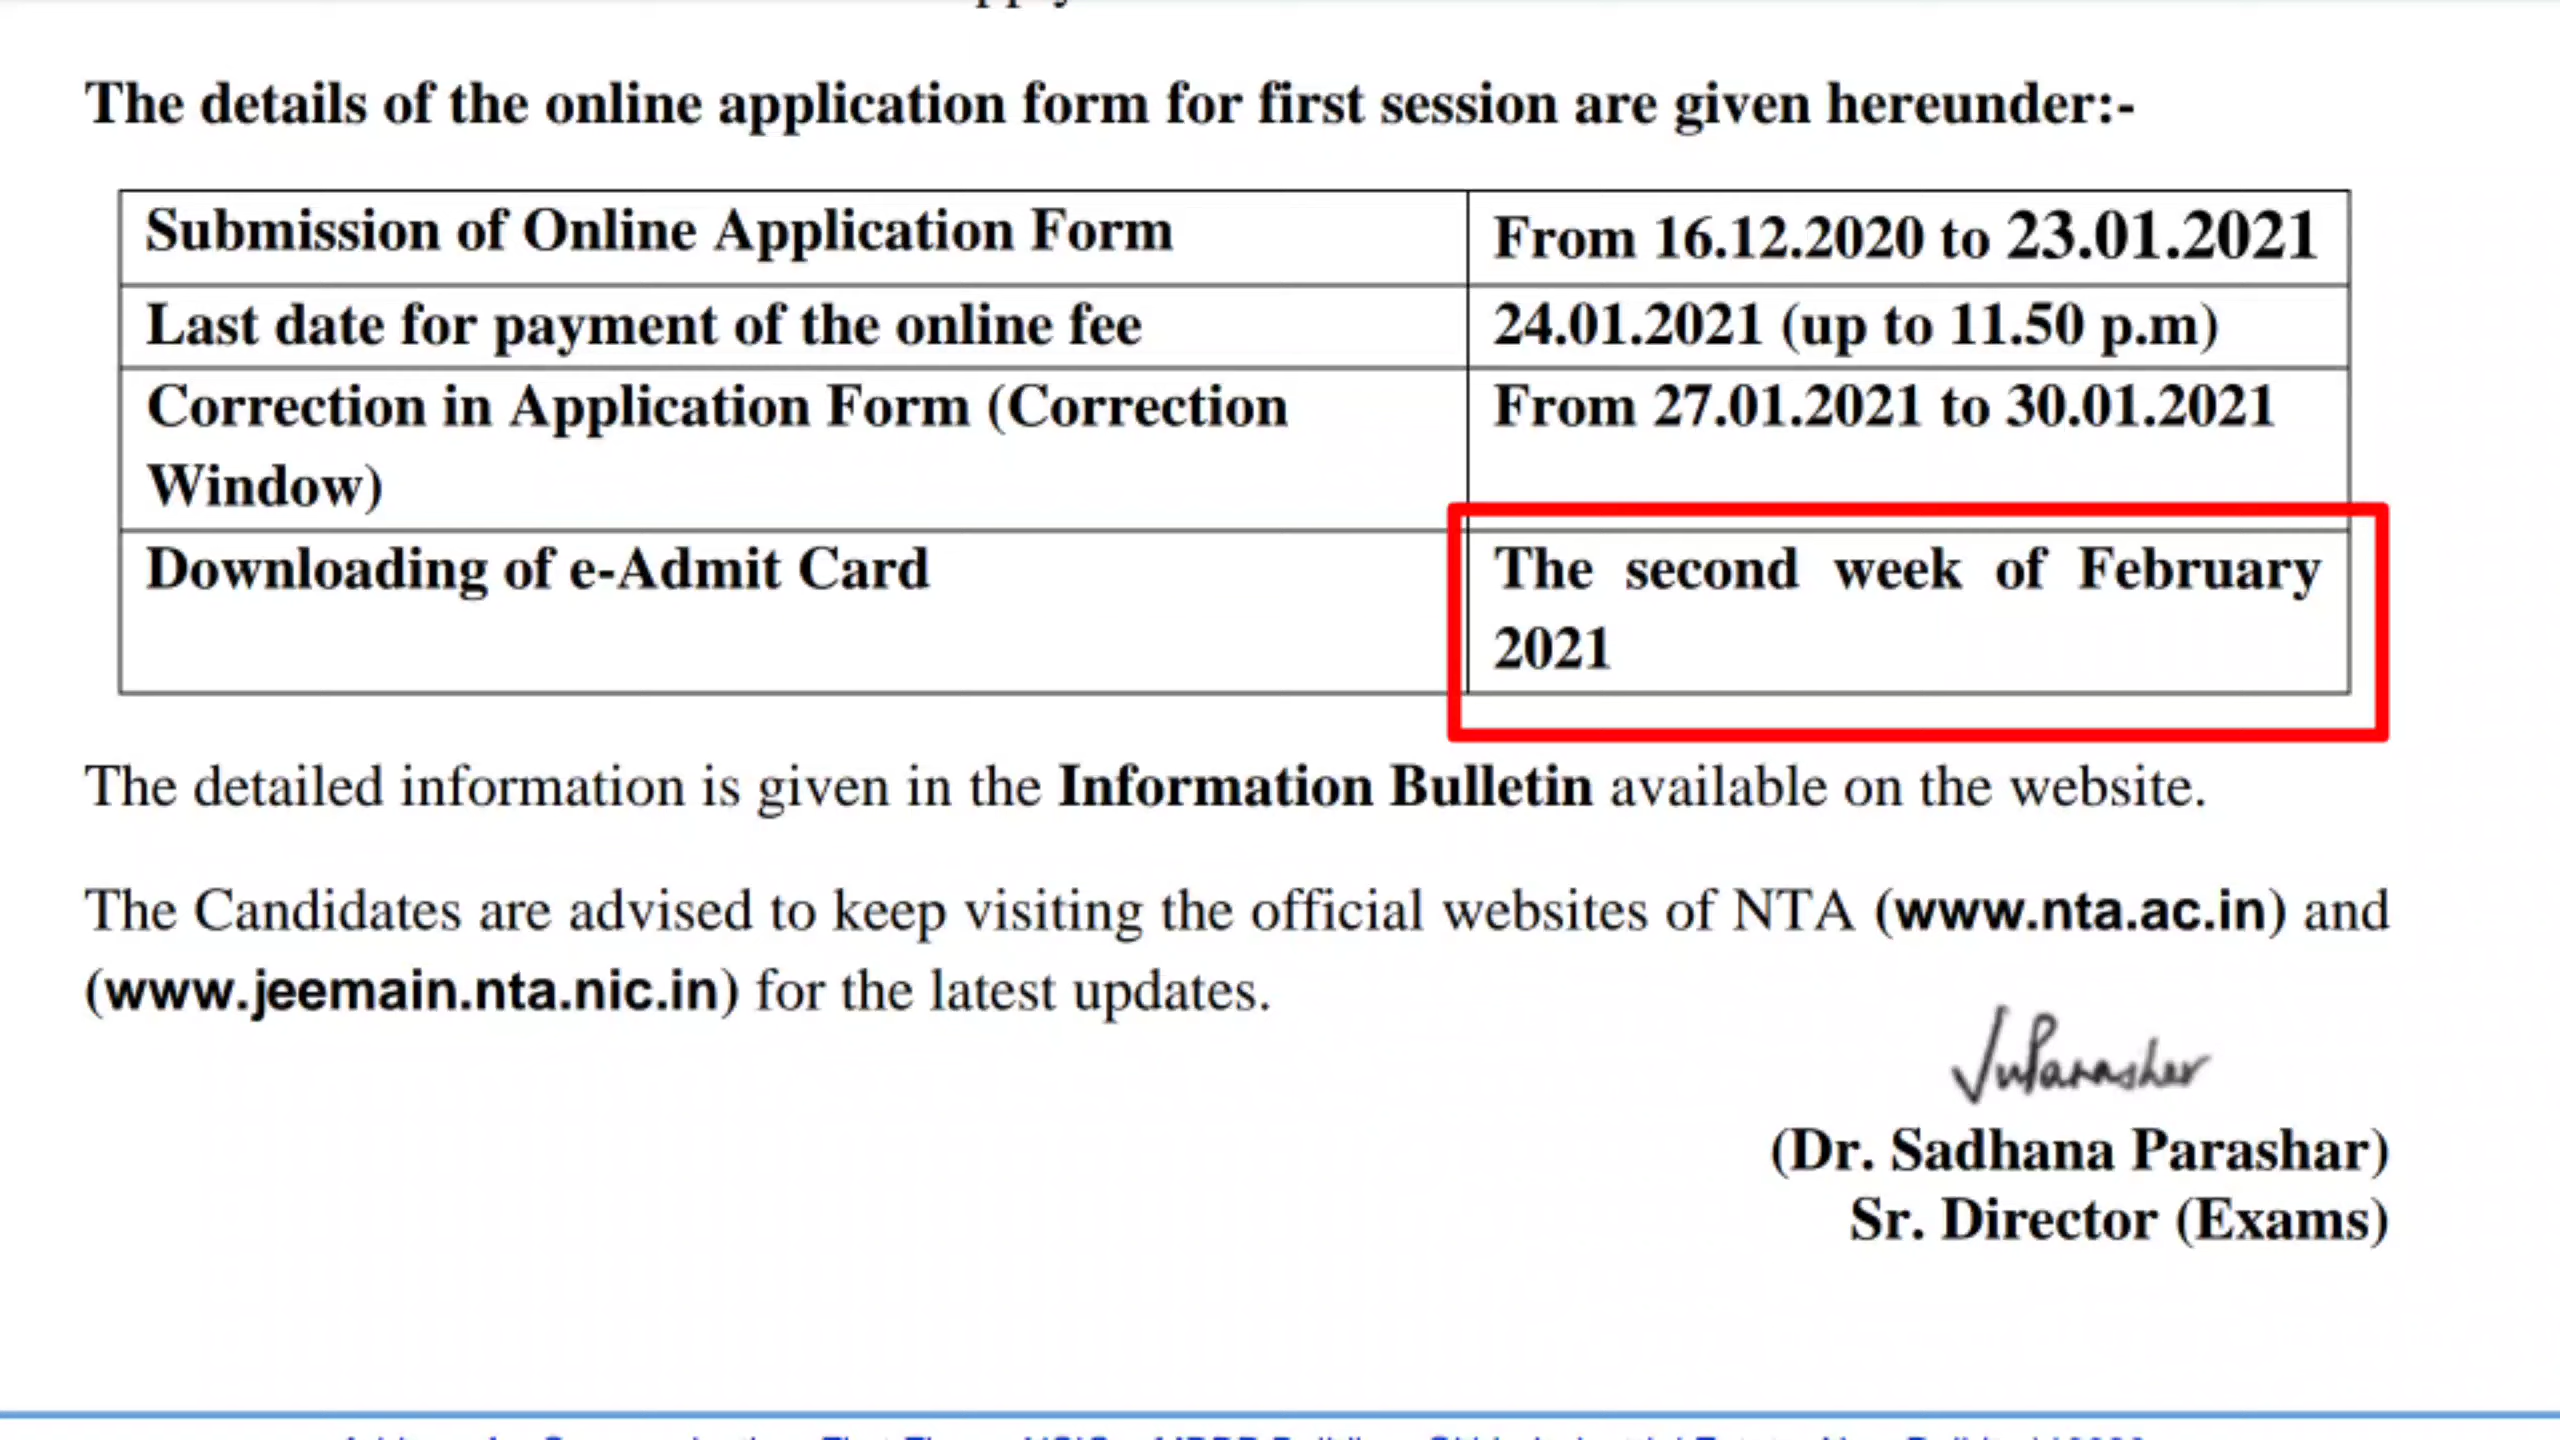 The details of the online application form for first session are given hereunder:-
Submission of Online Application Form
From 16.12.2020 to 23.01.2021
Last date for payment of the online fee
24.01.2021 (up to 11.50 p.m)
Correction in Application Form (Correction
Window)
From 27.01.2021 to 30.01.2021
Downloading of e-Admit Card
The second week of February
2021
The detailed information is given in the Information Bulletin available on the website.
The Candidates are advised to keep visiting the official websites of NTA (www.nta.ac.in) and
(www.jeemain.nta.nic.in) for the latest updates.
(Dr. Sadhana Parashar)
Sr. Director (Exams)